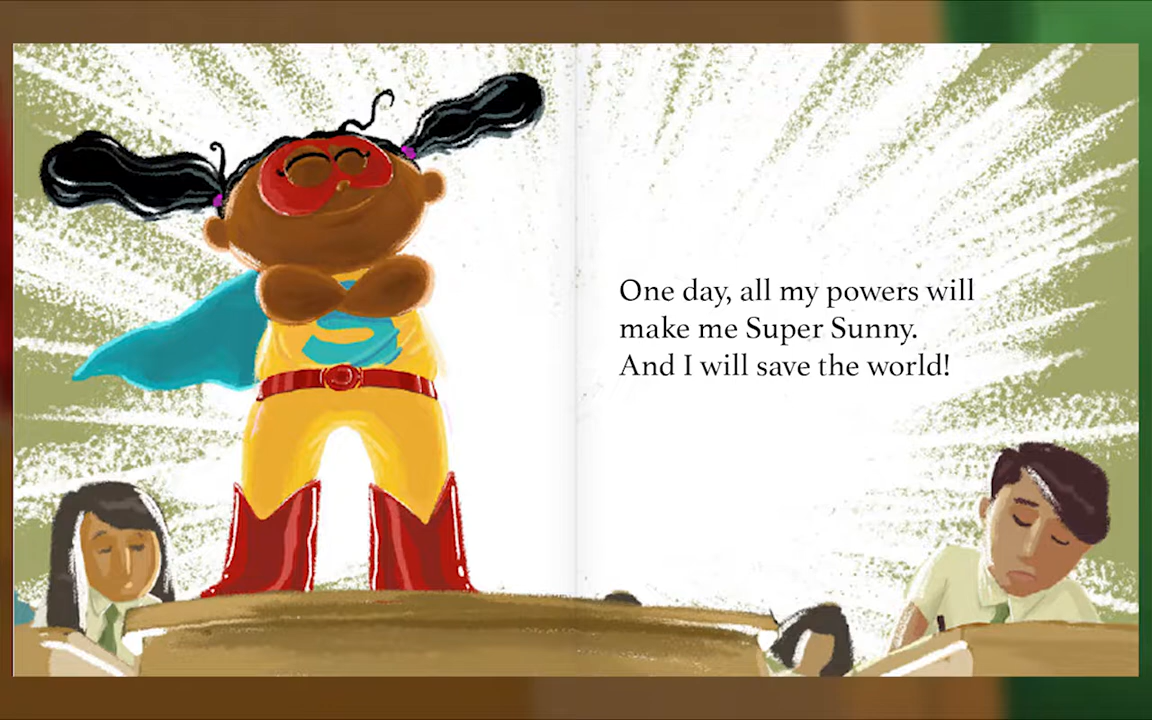 One day, all my powers will
make me Super Sunny.
And I will save the world!
S